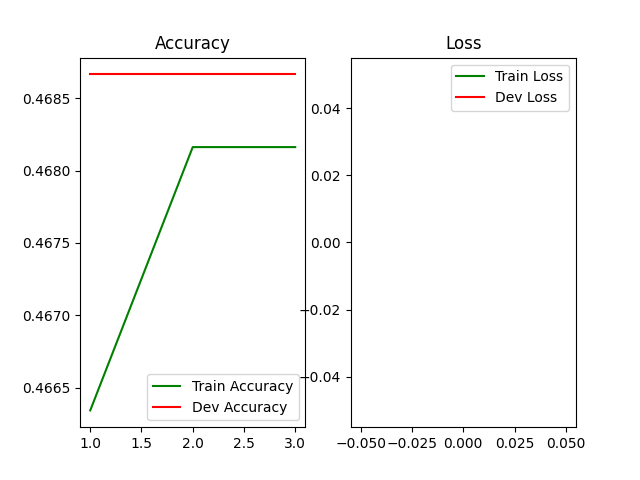 Accuracy
0.4685
0.4680
0.4675
0.4670
0.4665
Train Accuracy
Dev Accuracy
1.0 1.5 2.0 2.5 3.0
Loss
Train Loss
Dev Loss
0.04
0.02
0.00
−0.02
−0.04
−0.050 −0.025 0.000 0.025 0.050